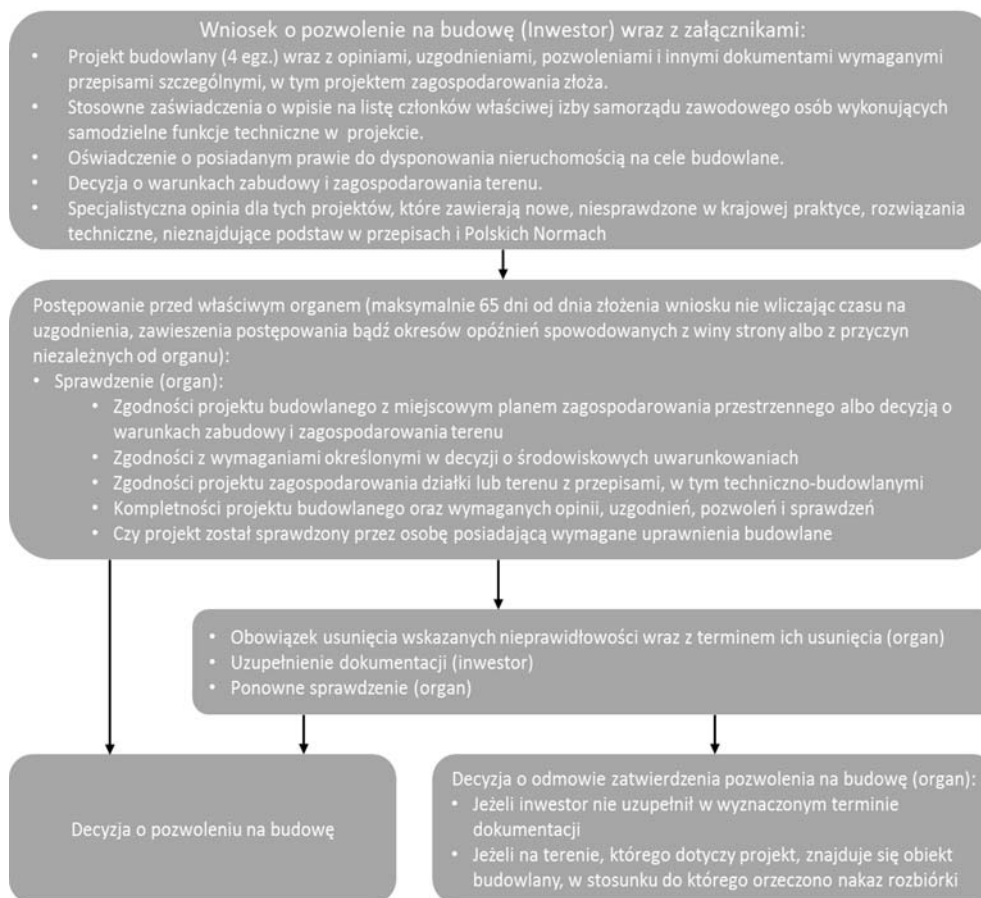 Wniosek o pozwolenie na budowę (Inwestor) wraz z załącznikami:
• Projekt budowlany (4 egz.) wraz z opiniami, uzgodnieniami, pozwoleniami i innymi dokumentami wymaganymi
przepisami szczególnymi, w tym projektem zagospodarowania złoża.
• Stosowne zaświadczenia o wpisie na listę członków właściwej izby samorządu zawodowego osób wykonujących
samodzielne funkcje techniczne w projekcie.
• Oświadczenie o posiadanym prawie do dysponowania nieruchomością na cele budowlane.
• Decyzja o warunkach zabudowy i zagospodarowania terenu.
• Specjalistyczna opinia dla tych projektów, które zawierają nowe, niesprawdzone w krajowej praktyce, rozwiązania
techniczne, nieznajdujące podstaw w przepisach i Polskich Normach
Postępowanie przed właściwym organem (maksymalnie 65 dni od dnia złożenia wniosku nie wliczając czasu na
uzgodnienia, zawieszenia postępowania bądź okresów opóźnień spowodowanych z winy strony albo z przyczyn
niezależnych od organu):
• Sprawdzenie (organ):
• Zgodności projektu budowlanego z miejscowym planem zagospodarowania przestrzennego albo decyzją o
warunkach zabudowy i zagospodarowania terenu
• Zgodności z wymaganiami określonymi w decyzji o środowiskowych uwarunkowaniach
• Zgodności projektu zagospodarowania działki lub terenu z przepisami, w tym techniczno-budowlanymi
• Kompletności projektu budowlanego oraz wymaganych opinii, uzgodnień, pozwoleń i sprawdzeń
• Czy projekt został sprawdzony przez osobę posiadającą wymagane uprawnienia budowlane
• Obowiązek usunięcia wskazanych nieprawidłowości wraz z terminem ich usunięcia (organ)
• Uzupełnienie dokumentacji (inwestor)
• Ponowne sprawdzenie (organ)
Decyzja o pozwoleniu na budowę
Decyzja o odmowie zatwierdzenia pozwolenia na budowę (organ):
• Jeżeli inwestor nie uzupełnił w wyznaczonym terminie
dokumentacji
• Jeżeli na terenie, którego dotyczy projekt, znajduje się obiekt
budowlany, w stosunku do którego orzeczono nakaz rozbiórki